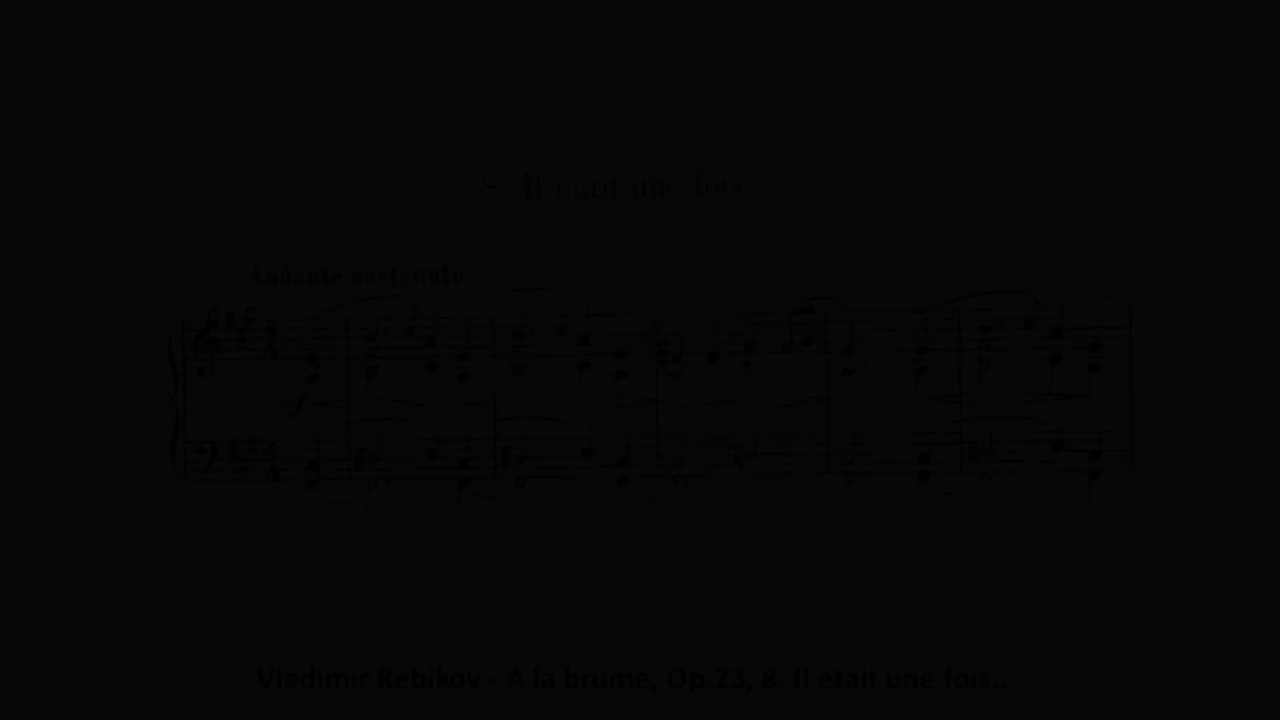 8. Il était une fois...
Andante sostenuto
f
Vladimir Rebikov - À la brume, Op.23, 8. Il était une fois...